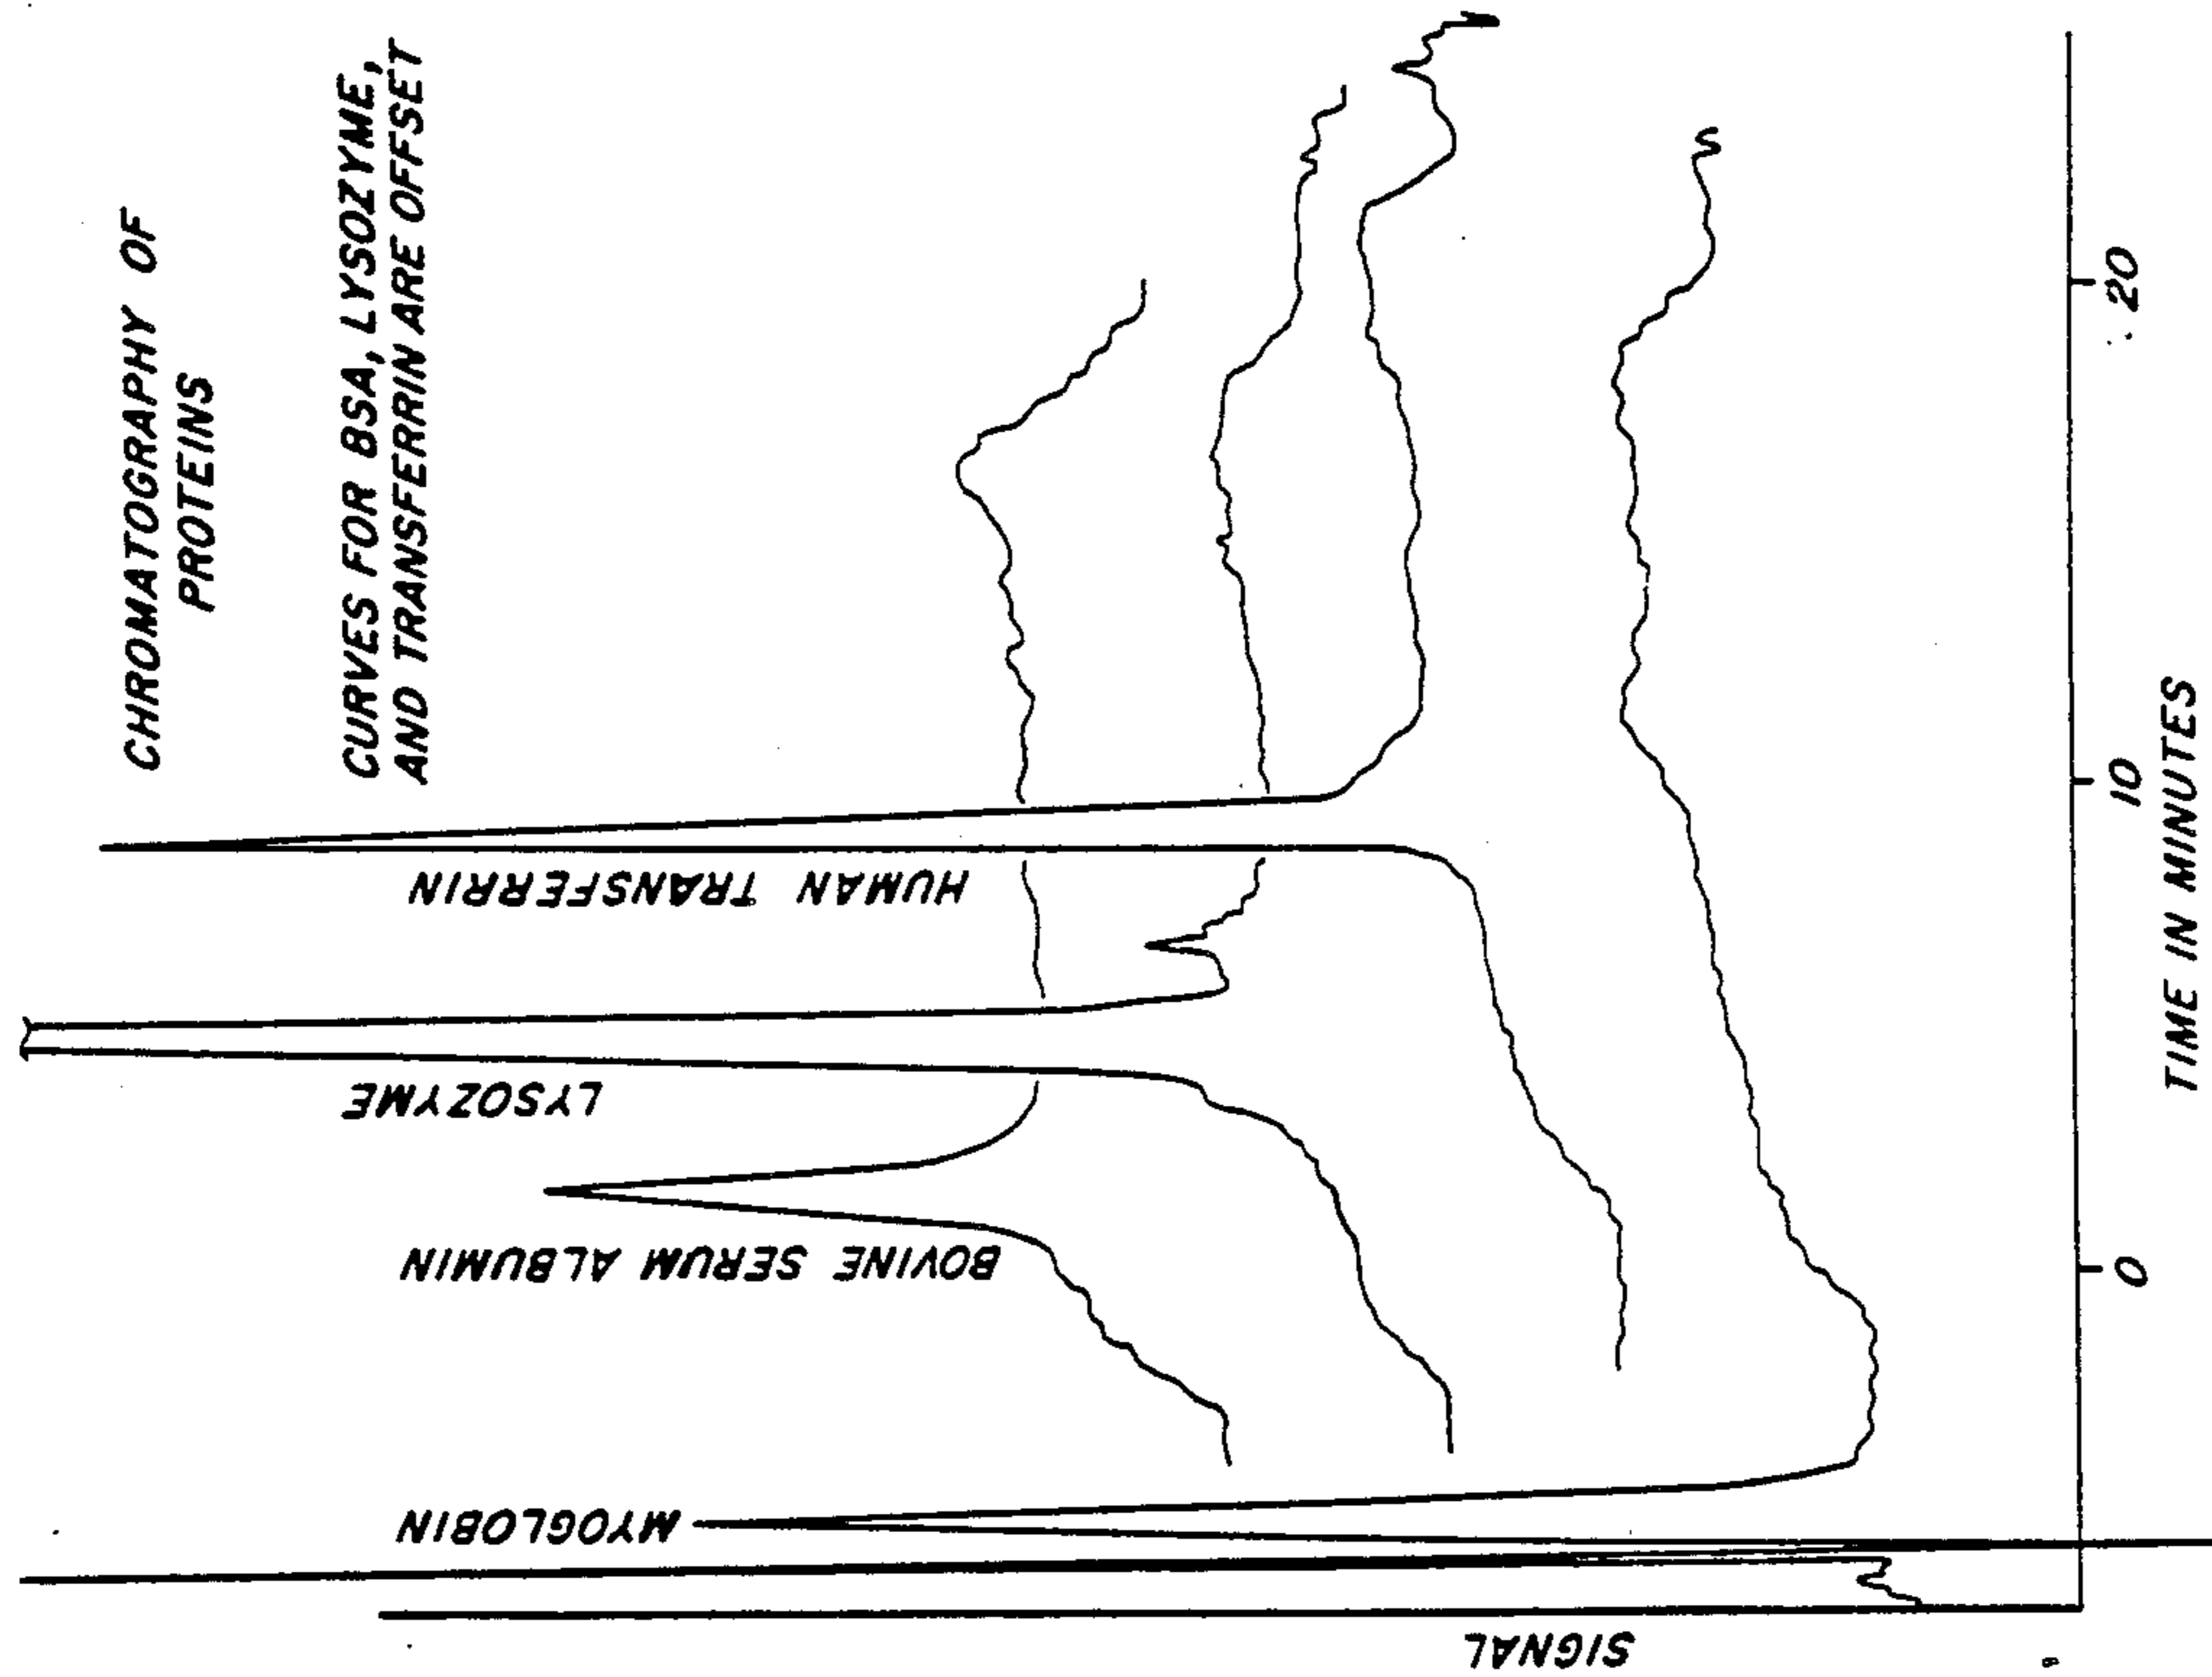 CHROMATOGRAPHY OF
PROTEINS
CURVES FOR BSA, LYSOZYME,
AND TRANSFERRIN ARE OFFSET
HUMAN TRANSFERRIN
LYSOZYME
BOVINE SERUM ALBUMIN
MYOGLOBIN
SIGNAL
0
10
20
TIME IN MINUTES